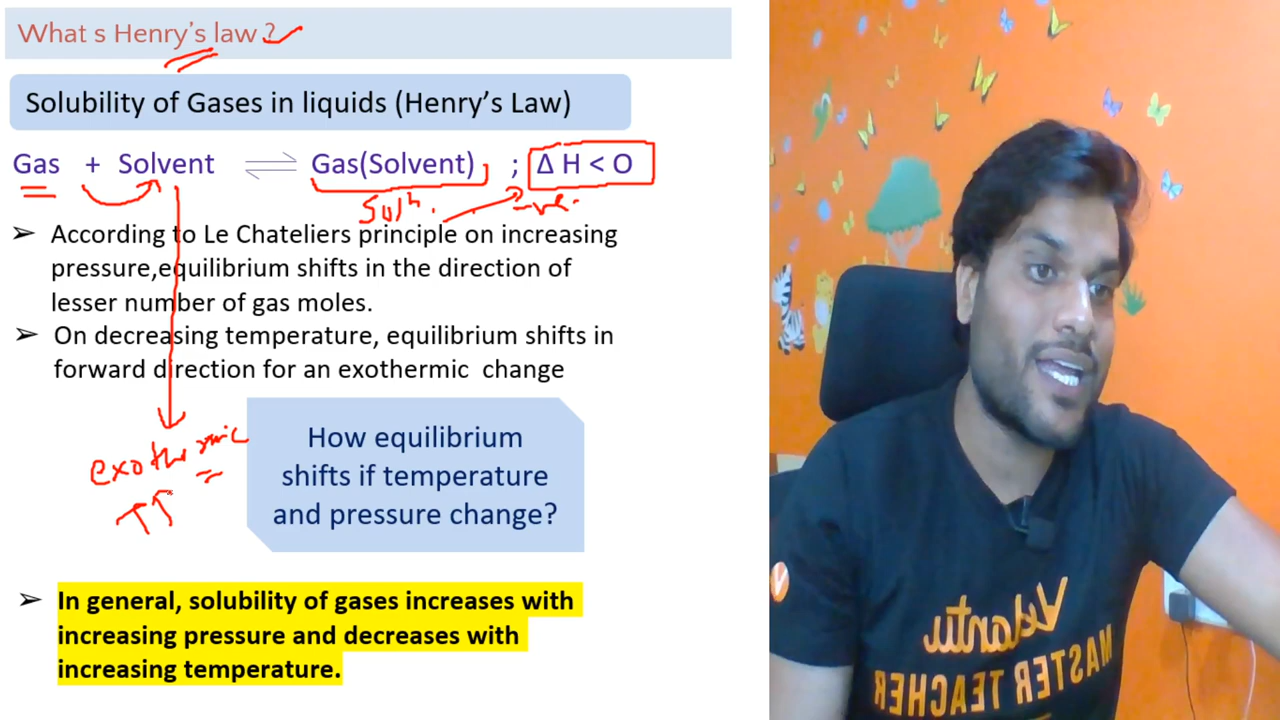 What s Henry's law ?
Solubility of Gases in liquids (Henry's Law)
Gas + Solvent ⇌ Gas(Solvent) ; Δ H < O
Soln. -ve.
➢ According to Le Chateliers principle on increasing
pressure,equilibrium shifts in the direction of
lesser number of gas moles.
➢ On decreasing temperature, equilibrium shifts in
forward direction for an exothermic change
exothermic
T↑
How equilibrium
shifts if temperature
and pressure change?
➢ In general, solubility of gases increases with
increasing pressure and decreases with
increasing temperature.
Vedantu
MASTER TEACHER